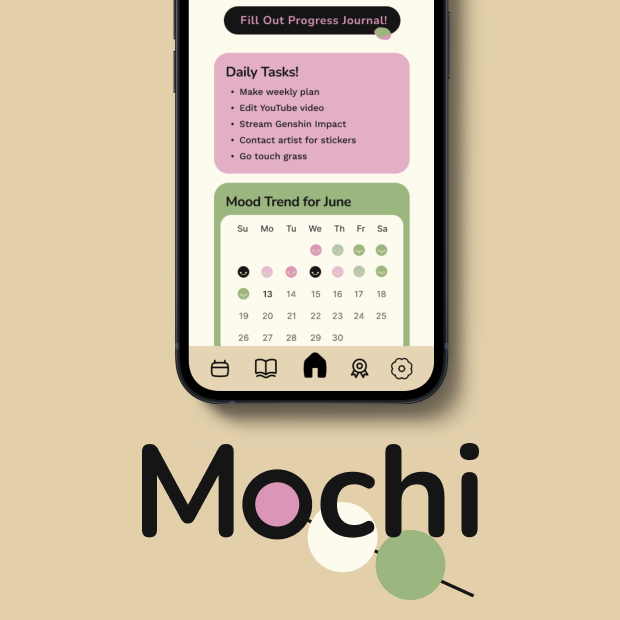 Fill Out Progress Journal!
Daily Tasks!
• Make weekly plan
• Edit YouTube video
• Stream Genshin Impact
• Contact artist for stickers
• Go touch grass
Mood Trend for June
Su Mo Tu We Th Fr Sa
13 14 15 16 17 18
19 20 21 22 23 24 25
26 27 28 29 30
Mochi